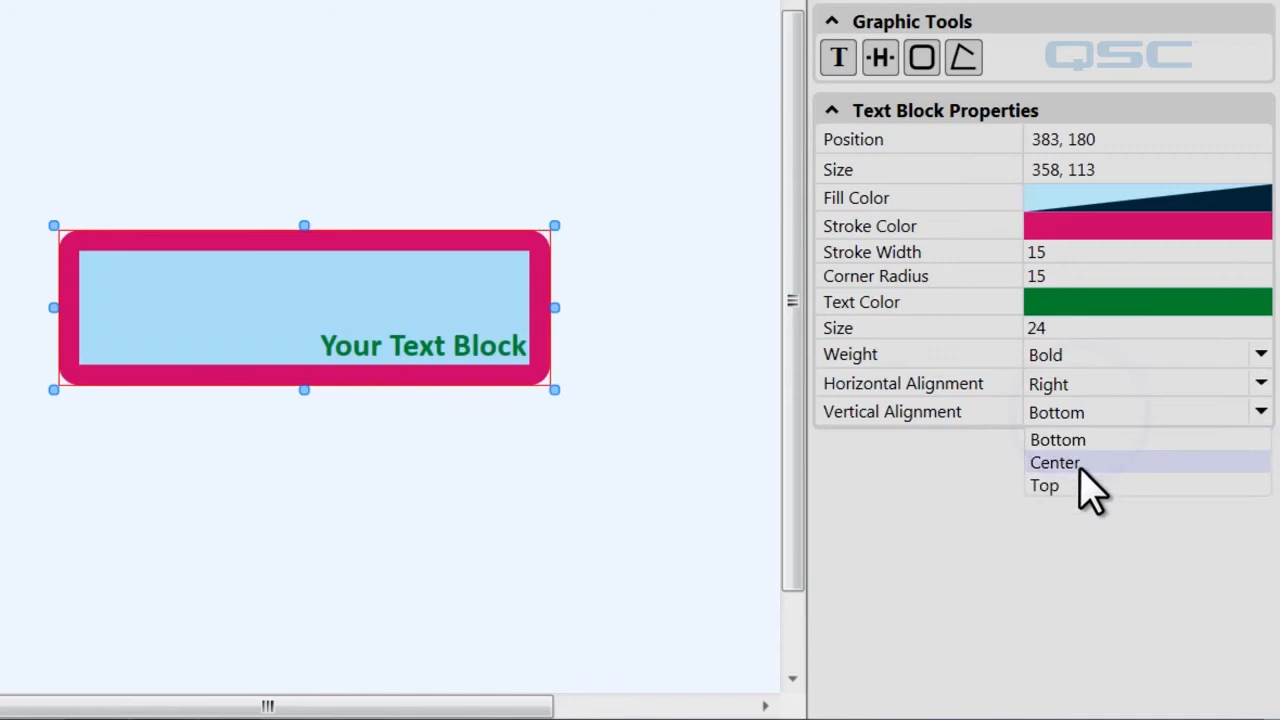 Graphic Tools
T H
QSC
Text Block Properties
Position 383, 180
Size 358, 113
Fill Color
Stroke Color
Stroke Width 15
Corner Radius 15
Text Color
Size 24
Weight Bold
Horizontal Alignment Right
Vertical Alignment Bottom
Bottom
Center
Top
Your Text Block